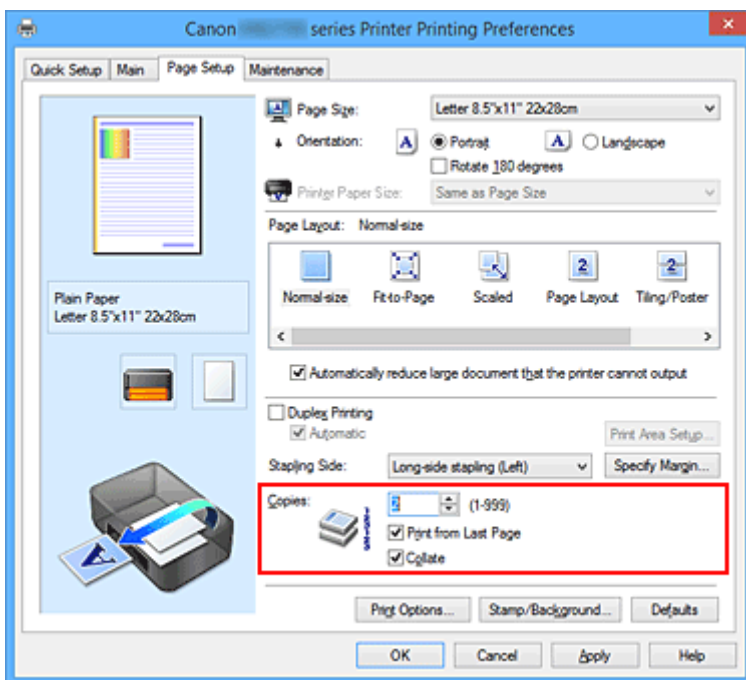 Canon series Printer Printing Preferences
Quick Setup Main Page Setup Maintenance
Page Size: Letter 8.5"x11" 22x28cm
Orientation: A Portrait A Landscape
Rotate 180 degrees
Printer Paper Size: Same as Page Size
Page Layout: Normal-size
2 2
Normal-size Fit-to-Page Scaled Page Layout Tiling/Poster
Plain Paper
Letter 8.5"x11" 22x28cm
Automatically reduce large document that the printer cannot output
Duplex Printing
Automatic
Print Area Setup...
Stapling Side: Long-side stapling (Left) Specify Margin...
Copies: 2 (1-999)
Print from Last Page
Collate
A
Print Options... Stamp/Background... Defaults
OK Cancel Apply Help